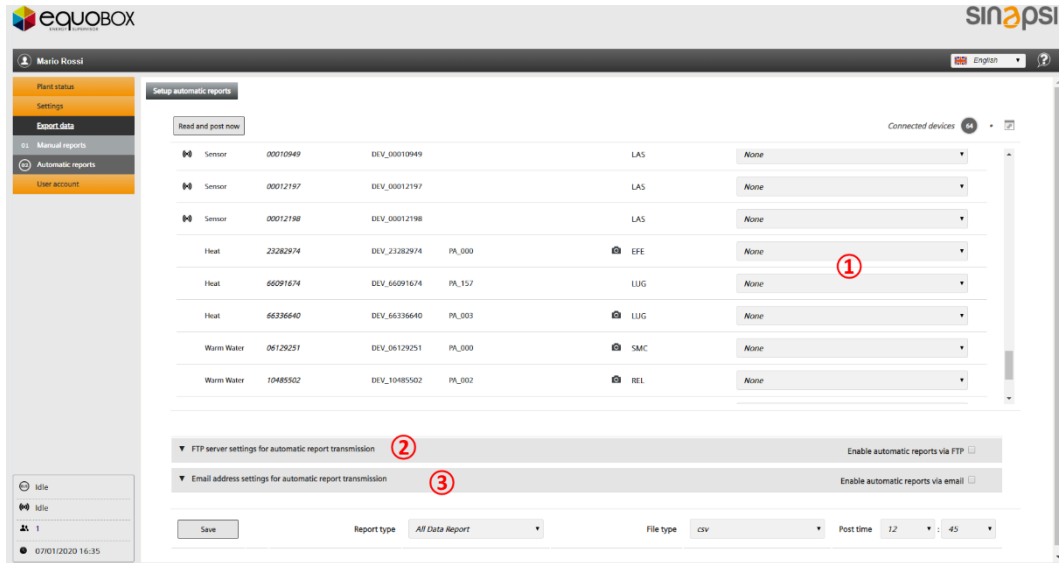 equoBOX
ENERGY SUPERVISOR
sinapsi
Mario Rossi
English
?
Plant status
Settings
Export data
01 Manual reports
02 Automatic reports
User account
Setup automatic reports
Read and post now
Connected devices 64
Sensor 00010949 DEV_00010949 LAS None
Sensor 00012197 DEV_00012197 LAS None
Sensor 00012198 DEV_00012198 LAS None
Heat 23282974 DEV_23282974 PA_000 EFE None
1
Heat 66091674 DEV_66091674 PA_157 LUG None
Heat 66336640 DEV_66336640 PA_003 LUG None
Warm Water 06129251 DEV_06129251 PA_000 SMC None
Warm Water 10485502 DEV_10485502 PA_002 REL None
▼ FTP server settings for automatic report transmission 2 Enable automatic reports via FTP
▼ Email address settings for automatic report transmission 3 Enable automatic reports via email
Idle
Idle
1
07/01/2020 16:35
Save Report type All Data Report File type csv Post time 12 : 45